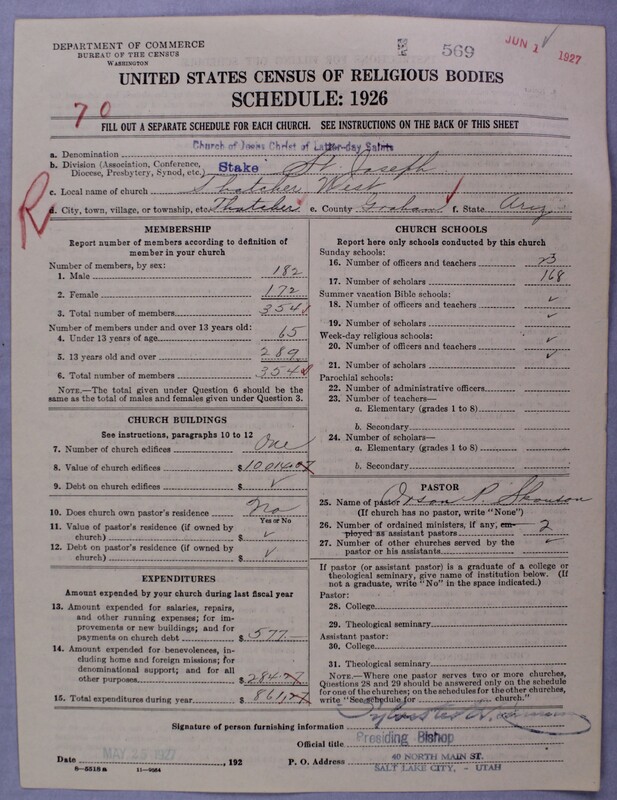 DEPARTMENT OF COMMERCE
BUREAU OF THE CENSUS
WASHINGTON
569
JUN 1 1927
UNITED STATES CENSUS OF RELIGIOUS BODIES
SCHEDULE: 1926
70
FILL OUT A SEPARATE SCHEDULE FOR EACH CHURCH. SEE INSTRUCTIONS ON THE BACK OF THIS SHEET
a. Denomination Church of Jesus Christ of Latter-day Saints
b. Division (Association, Conference, Diocese, Presbytery, Synod, etc.) Stake St. Joseph
c. Local name of church Thatcher West
d. City, town, village, or township, etc. Thatcher e. County Graham f. State Ariz
R
MEMBERSHIP
Report number of members according to definition of
member in your church
Number of members, by sex:
1. Male 182
2. Female 172
3. Total number of members 354
Number of members under and over 13 years old:
4. Under 13 years of age 65
5. 13 years old and over 289
6. Total number of members 354
NOTE.—The total given under Question 6 should be the
same as the total of males and females given under Question 3.
CHURCH BUILDINGS
See instructions, paragraphs 10 to 12
7. Number of church edifices One
8. Value of church edifices $
9. Debt on church edifices $ ✓
10. Does church own pastor's residence? No
Yes or No
11. Value of pastor's residence (if owned by
church) $ ✓
12. Debt on pastor's residence (if owned by
church) $ ✓
EXPENDITURES
Amount expended by your church during last fiscal year
13. Amount expended for salaries, repairs,
and other running expenses; for im-
provements or new buildings; and for
payments on church debt $ 577.
14. Amount expended for benevolences, in-
cluding home and foreign missions; for
denominational support; and for all
other purposes $ 284.27
15. Total expenditures during year $ 861.27
CHURCH SCHOOLS
Report here only schools conducted by this church
Sunday schools:
16. Number of officers and teachers
17. Number of scholars 168
Summer vacation Bible schools:
18. Number of officers and teachers ✓
19. Number of scholars ✓
Week-day religious schools:
20. Number of officers and teachers ✓
21. Number of scholars ✓
Parochial schools:
22. Number of administrative officers
23. Number of teachers—
a. Elementary (grades 1 to 8)
b. Secondary
24. Number of scholars—
a. Elementary (grades 1 to 8)
b. Secondary
PASTOR
25. Name of pastor Orson P.
(If church has no pastor, write "None")
26. Number of ordained ministers, if any, em-
ployed as assistant pastors 2
27. Number of other churches served by the
pastor or his assistants ✓
If pastor (or assistant pastor) is a graduate of a college or
theological seminary, give name of institution below. (If
not a graduate, write "No" in the space indicated.)
Pastor:
28. College
29. Theological seminary
Assistant pastor:
30. College
31. Theological seminary
NOTE.—Where one pastor serves two or more churches,
Questions 28 and 29 should be answered only on the schedule
for one of the churches; on the schedules for the other churches,
write "See schedule for church."
Signature of person furnishing information
Official title Presiding Bishop
Date MAY 25 1927, 192 P. O. Address 40 NORTH MAIN ST.
SALT LAKE CITY, - UTAH
8-5518a 11-9084